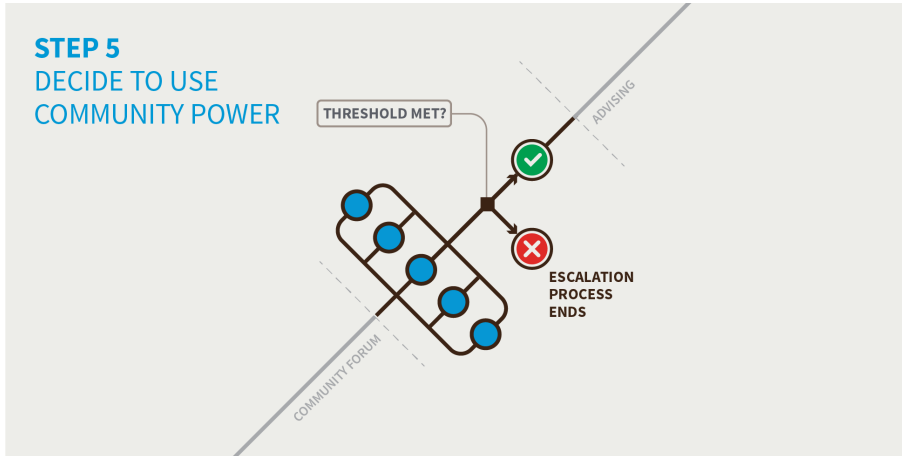 STEP 5
DECIDE TO USE
COMMUNITY POWER
THRESHOLD MET?
ADVISING
ESCALATION
PROCESS
ENDS
COMMUNITY FORUM